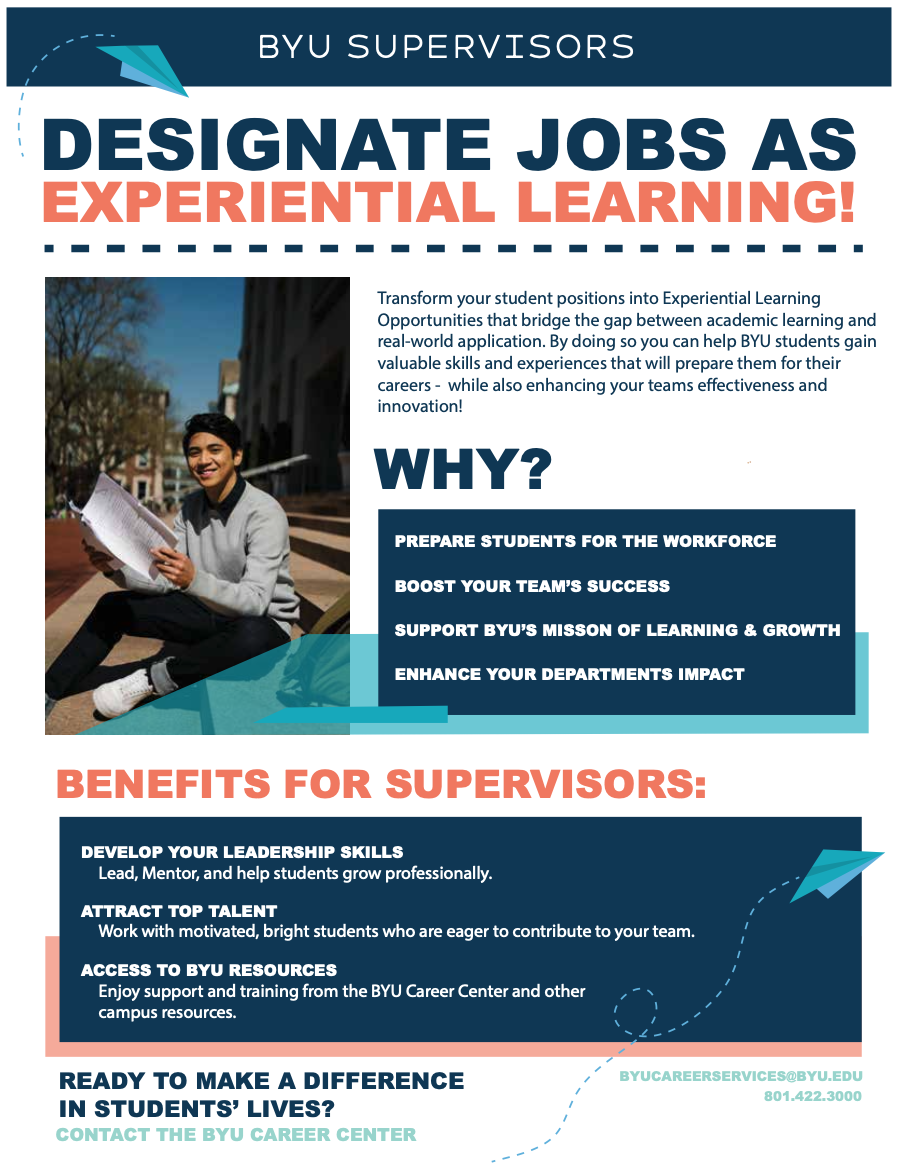 BYU SUPERVISORS
DESIGNATE JOBS AS
EXPERIENTIAL LEARNING!
Transform your student positions into Experiential Learning
Opportunities that bridge the gap between academic learning and
real-world application. By doing so you can help BYU students gain
valuable skills and experiences that will prepare them for their
careers - while also enhancing your teams effectiveness and
innovation!
WHY?
PREPARE STUDENTS FOR THE WORKFORCE
BOOST YOUR TEAM'S SUCCESS
SUPPORT BYU'S MISSON OF LEARNING & GROWTH
ENHANCE YOUR DEPARTMENTS IMPACT
BENEFITS FOR SUPERVISORS:
DEVELOP YOUR LEADERSHIP SKILLS
Lead, Mentor, and help students grow professionally.
ATTRACT TOP TALENT
Work with motivated, bright students who are eager to contribute to your team.
ACCESS TO BYU RESOURCES
Enjoy support and training from the BYU Career Center and other
campus resources.
READY TO MAKE A DIFFERENCE
IN STUDENTS' LIVES?
CONTACT THE BYU CAREER CENTER
BYUCAREERSERVICES@BYU.EDU
801.422.3000